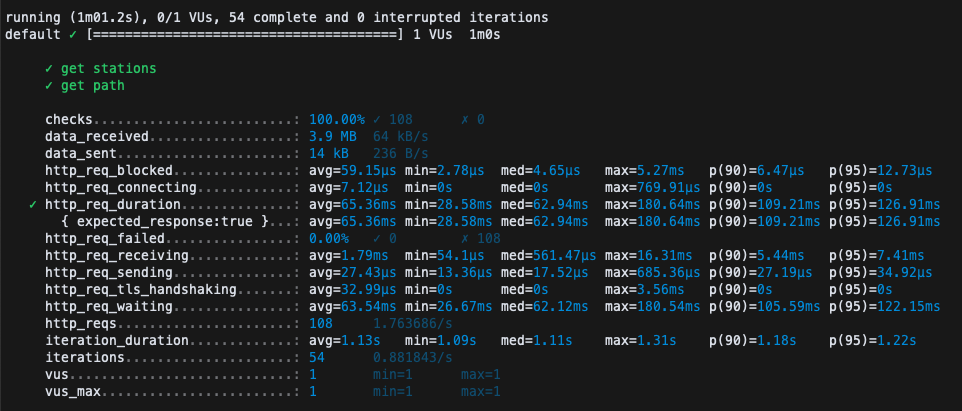 running (1m01.2s), 0/1 VUs, 54 complete and 0 interrupted iterations
default ✓ [======================================] 1 VUs  1m0s
✓ get stations
✓ get path
checks.........................: 100.00% ✓ 108      ✗ 0
data_received..................: 3.9 MB  64 kB/s
data_sent......................: 14 kB   236 B/s
http_req_blocked...............: avg=59.15µs min=2.78µs  med=4.65µs   max=5.27ms   p(90)=6.47µs   p(95)=12.73µs
http_req_connecting............: avg=7.12µs  min=0s      med=0s       max=769.91µs p(90)=0s       p(95)=0s
✓ http_req_duration..............: avg=65.36ms min=28.58ms med=62.94ms  max=180.64ms p(90)=109.21ms p(95)=126.91ms
{ expected_response:true }...: avg=65.36ms min=28.58ms med=62.94ms  max=180.64ms p(90)=109.21ms p(95)=126.91ms
http_req_failed................: 0.00%   ✓ 0        ✗ 108
http_req_receiving.............: avg=1.79ms  min=54.1µs  med=561.47µs max=16.31ms  p(90)=5.44ms   p(95)=7.41ms
http_req_sending...............: avg=27.43µs min=13.36µs med=17.52µs  max=685.36µs p(90)=27.19µs  p(95)=34.92µs
http_req_tls_handshaking.......: avg=32.99µs min=0s      med=0s       max=3.56ms   p(90)=0s       p(95)=0s
http_req_waiting...............: avg=63.54ms min=26.67ms med=62.12ms  max=180.54ms p(90)=105.59ms p(95)=122.15ms
http_reqs......................: 108     1.763686/s
iteration_duration.............: avg=1.13s   min=1.09s   med=1.11s    max=1.31s    p(90)=1.18s    p(95)=1.22s
iterations.....................: 54      0.881843/s
vus............................: 1       min=1      max=1
vus_max........................: 1       min=1      max=1